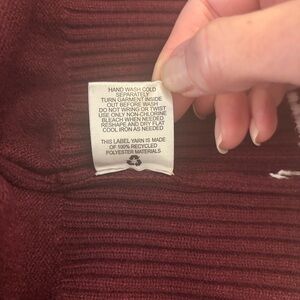 HAND WASH COLD
SEPARATELY
TURN GARMENT INSIDE
OUT BEFORE WASH
DO NOT WRING OR TWIST
USE ONLY NON-CHLORINE
BLEACH WHEN NEEDED
RESHAPE AND DRY FLAT
COOL IRON AS NEEDED
THIS LABEL YARN IS MADE
OF 100% RECYCLED
POLYESTER MATERIALS